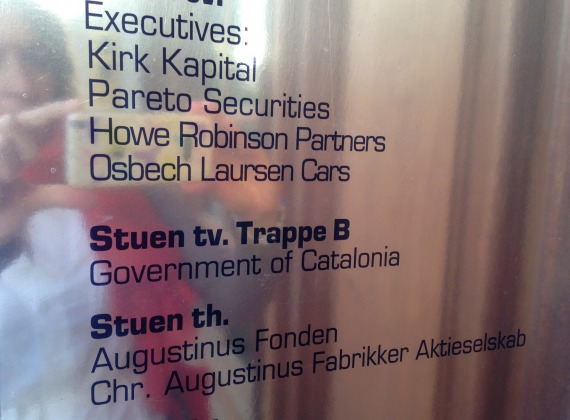 Executives:
Kirk Kapital
Pareto Securities
Howe Robinson Partners
Osbech Laursen Cars
Stuen tv. Trappe B
Government of Catalonia
Stuen th.
Augustinus Fonden
Chr. Augustinus Fabrikker Aktieselskab